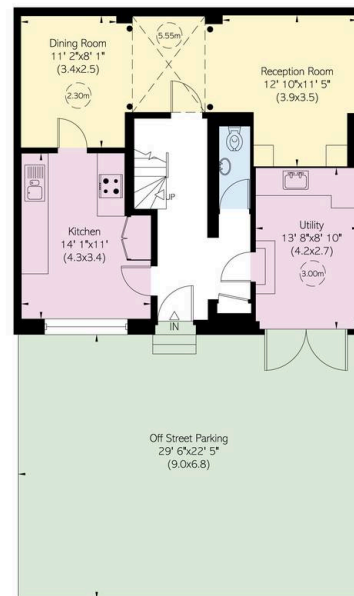 Dining Room
11' 2"x8' 1"
(3.4x2.5)
2.30m
5.55m
Reception Room
12' 10"x11' 5"
(3.9x3.5)
UP
Kitchen
14' 1"x11'
(4.3x3.4)
Utility
13' 8"x8' 10"
(4.2x2.7)
3.00m
IN
Off Street Parking
29' 6"x22' 5"
(9.0x6.8)